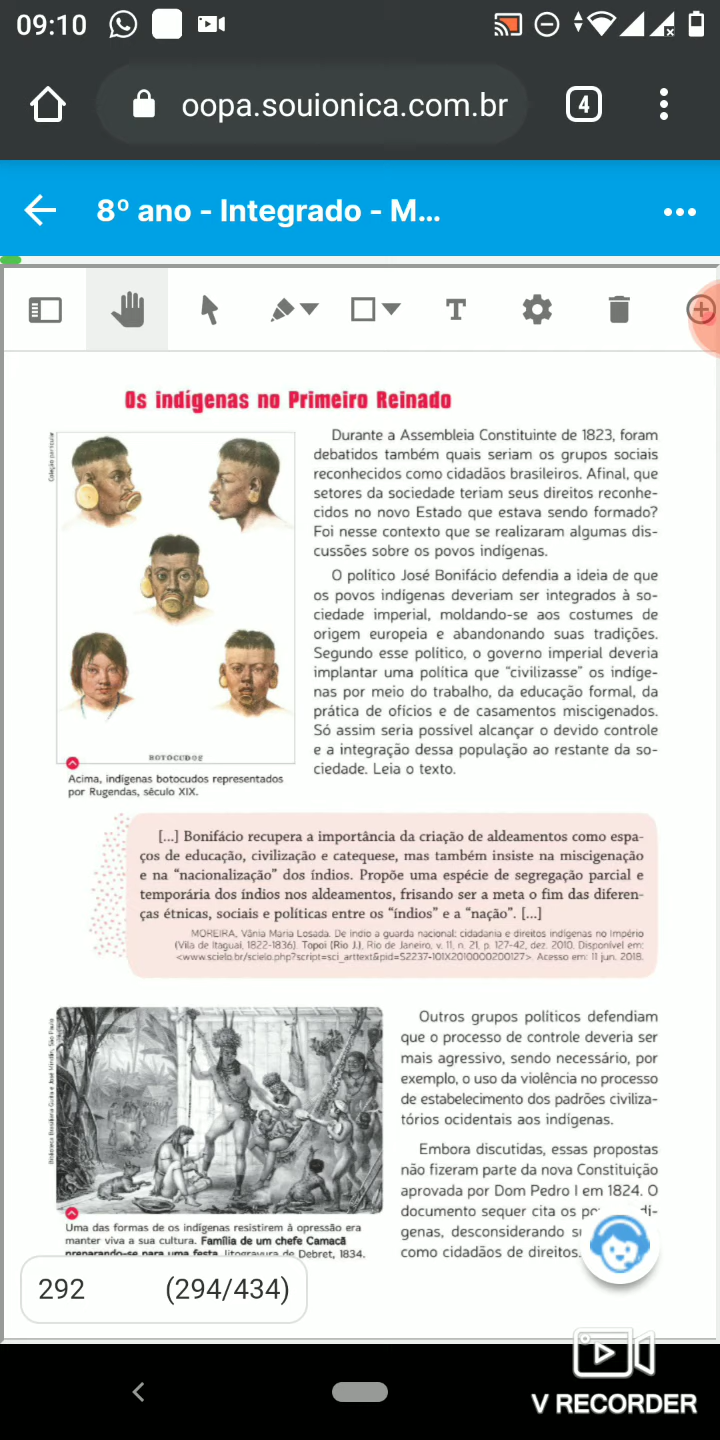 09:10
oopa.souionica.com.br
4
8º ano - Integrado - M...
T
Os indígenas no Primeiro Reinado
Coleção particular
BOTOCUDOS
Acima, indígenas botocudos representados
por Rugendas, século XIX.
Durante a Assembleia Constituinte de 1823, foram
debatidos também quais seriam os grupos sociais
reconhecidos como cidadãos brasileiros. Afinal, que
setores da sociedade teriam seus direitos reconhe-
cidos no novo Estado que estava sendo formado?
Foi nesse contexto que se realizaram algumas dis-
cussões sobre os povos indígenas.
O político José Bonifácio defendia a ideia de que
os povos indígenas deveriam ser integrados à so-
ciedade imperial, moldando-se aos costumes de
origem europeia e abandonando suas tradições.
Segundo esse político, o governo imperial deveria
implantar uma política que "civilizasse" os indíge-
nas por meio do trabalho, da educação formal, da
prática de ofícios e de casamentos miscigenados.
Só assim seria possível alcançar o devido controle
e a integração dessa população ao restante da so-
ciedade. Leia o texto.
[...] Bonifácio recupera a importância da criação de aldeamentos como espa-
ços de educação, civilização e catequese, mas também insiste na miscigenação
e na "nacionalização" dos índios. Propõe uma espécie de segregação parcial e
temporária dos índios nos aldeamentos, frisando ser a meta o fim das diferen-
ças étnicas, sociais e políticas entre os "índios" e a "nação". [...]
MOREIRA, Vânia Maria Losada. De índio a guarda nacional: cidadania e direitos indígenas no Império
(Vila de Itaguaí, 1822-1836). Topoi (Rio J.), Rio de Janeiro, v. 11, n. 21, p. 127-42, dez. 2010. Disponível em:
<www.scielo.br/scielo.php?script=sci_arttext&pid=S2237-101X2010000200127>. Acesso em: 11 jun. 2018.
Biblioteca Brasiliana Guita e José Mindlin, São Paulo
Uma das formas de os indígenas resistirem à opressão era
manter viva a sua cultura. Família de um chefe Camacã
preparando-se para uma festa, litogravura de Debret, 1834.
Outros grupos políticos defendiam
que o processo de controle deveria ser
mais agressivo, sendo necessário, por
exemplo, o uso da violência no processo
de estabelecimento dos padrões civiliza-
tórios ocidentais aos indígenas.
Embora discutidas, essas propostas
não fizeram parte da nova Constituição
aprovada por Dom Pedro I em 1824. O
documento sequer cita os di-
genas, desconsiderando
como cidadãos de direitos.
292 (294/434)
V RECORDER